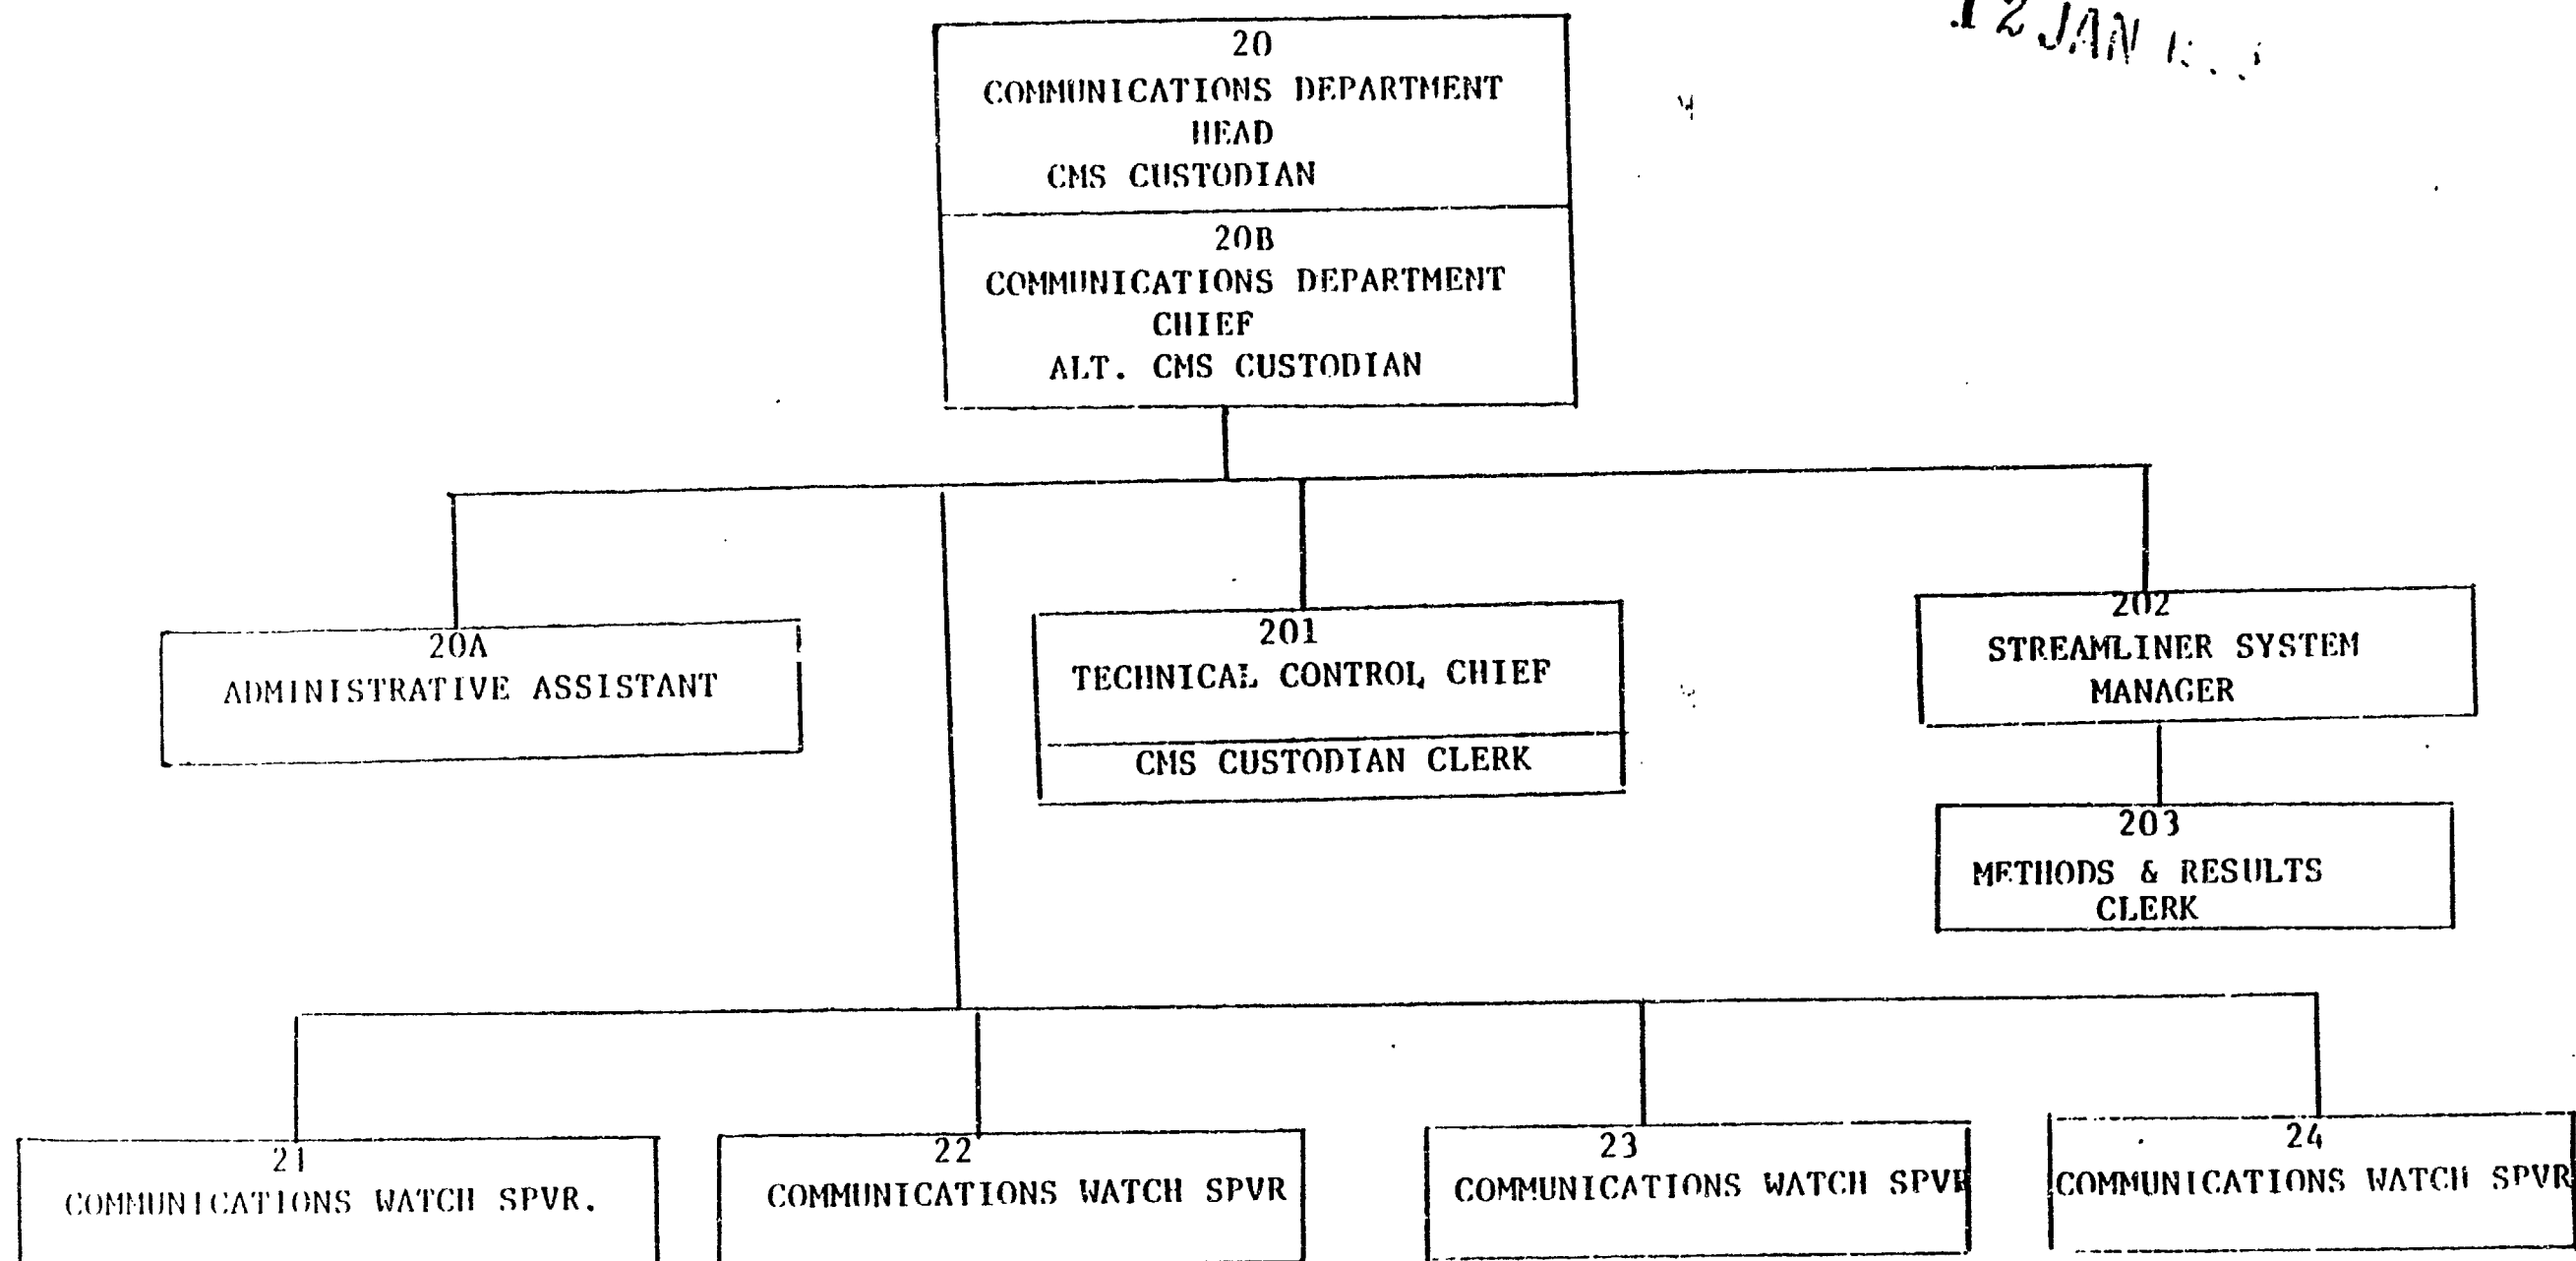 12 JAN
20
COMMUNICATIONS DEPARTMENT
HEAD
CMS CUSTODIAN
20B
COMMUNICATIONS DEPARTMENT
CHIEF
ALT. CMS CUSTODIAN
20A
ADMINISTRATIVE ASSISTANT
201
TECHNICAL CONTROL CHIEF
CMS CUSTODIAN CLERK
202
STREAMLINER SYSTEM
MANAGER
203
METHODS & RESULTS
CLERK
21
COMMUNICATIONS WATCH SPVR.
22
COMMUNICATIONS WATCH SPVR
23
COMMUNICATIONS WATCH SPVR
24
COMMUNICATIONS WATCH SPVR